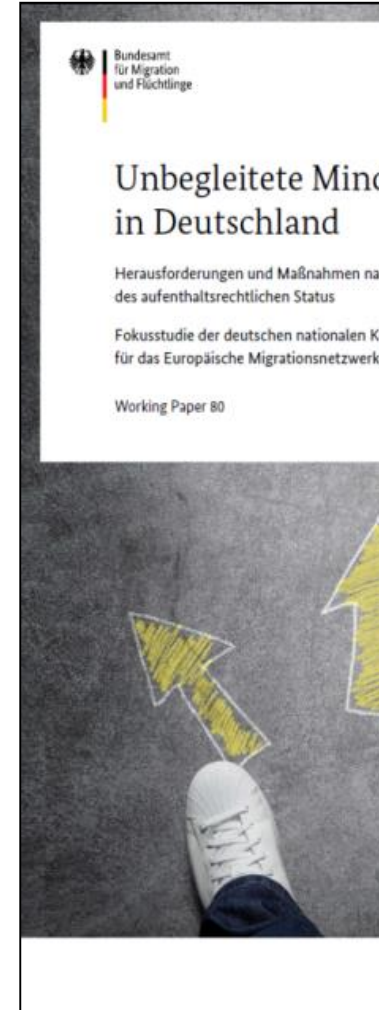 Bundesamt
für Migration
und Flüchtlinge
Unbegleitete Mind
in Deutschland
Herausforderungen und Maßnahmen na
des aufenthaltsrechtlichen Status
Fokusstudie der deutschen nationalen K
für das Europäische Migrationsnetzwerk
Working Paper 80